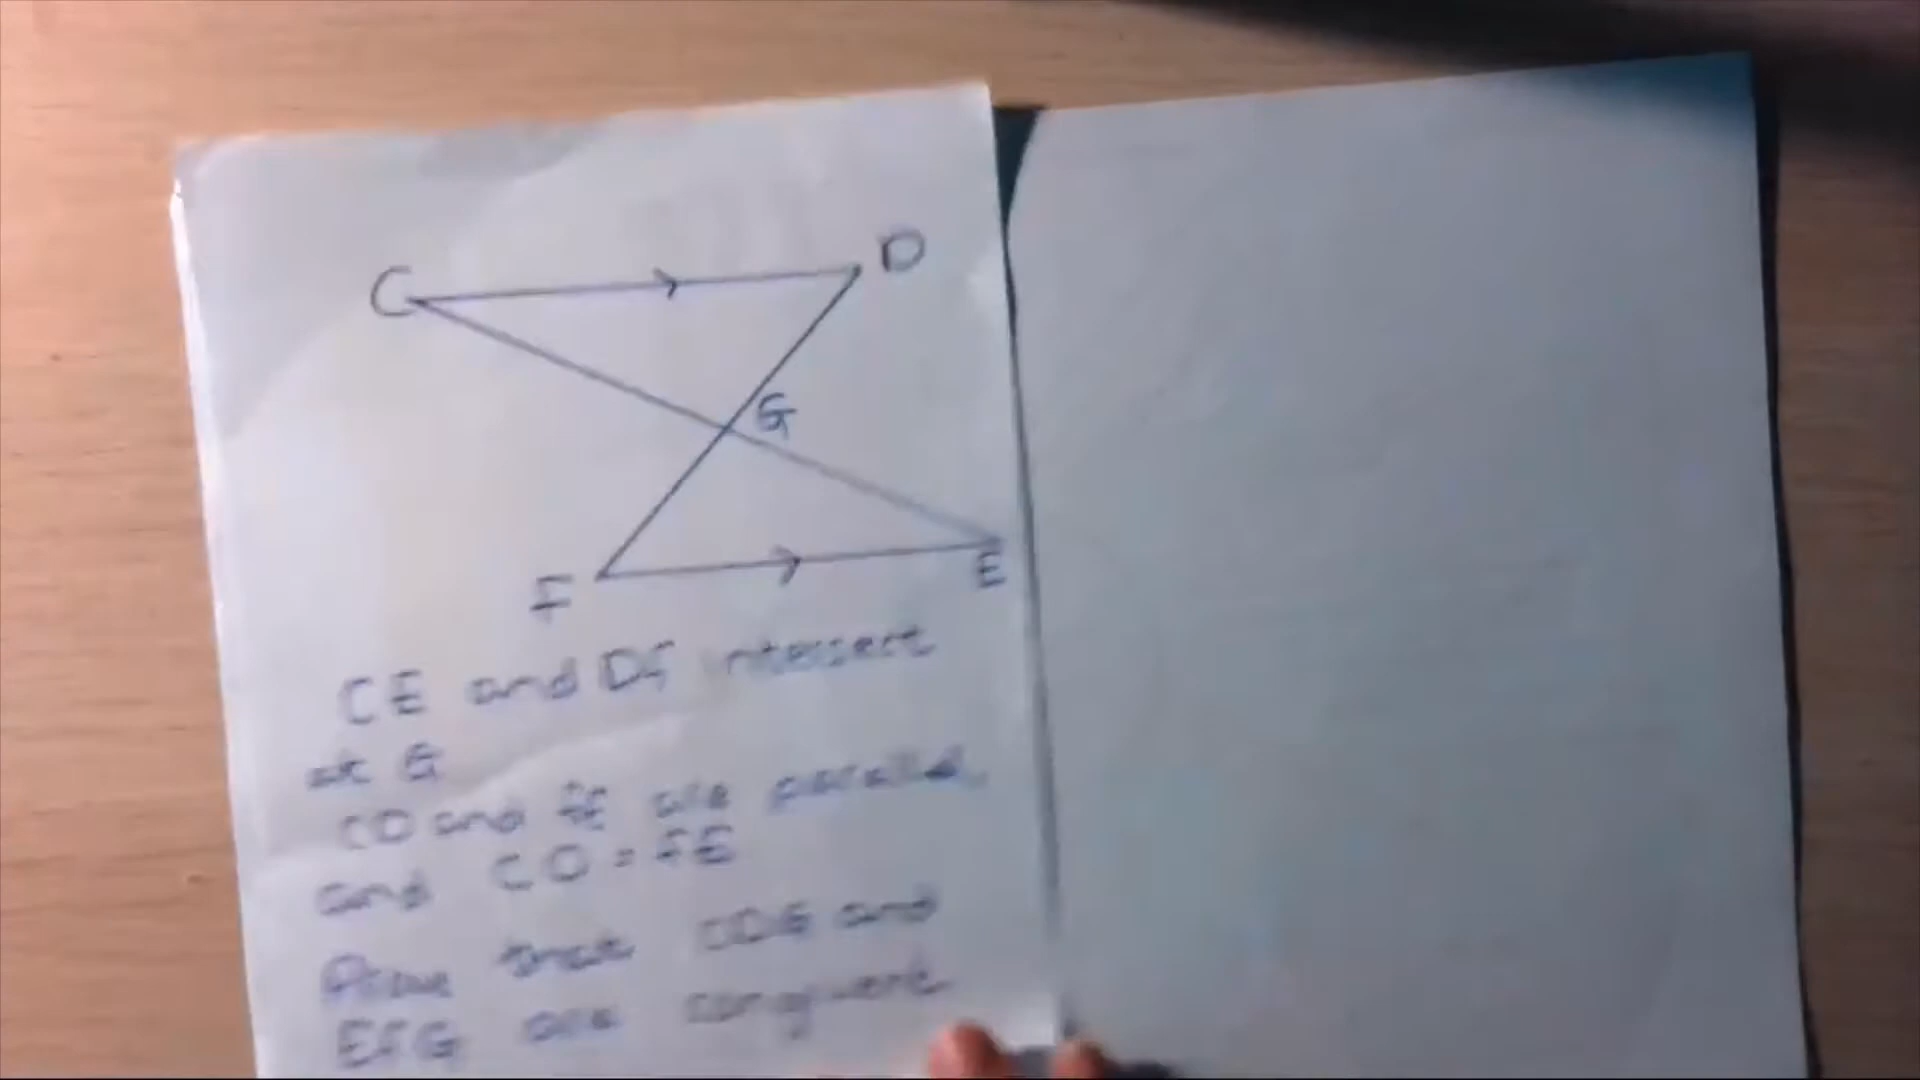 C
D
G
F
E
CE and DF intersect
at G
CD and FE are parallel,
and CD = FE
Prove that CDG and
EFG are congruent